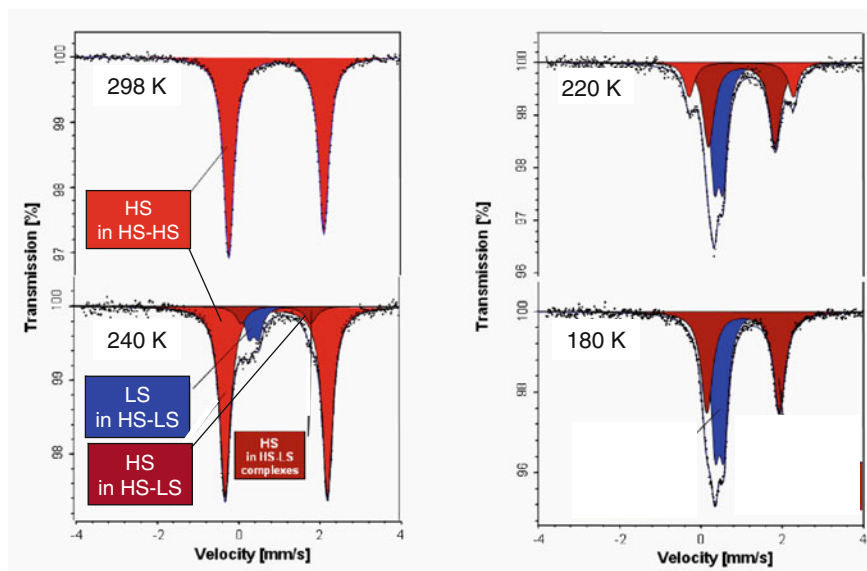 100
99
98
97
Transmission [%]
298 K
HS
in HS-HS
100
99
98
240 K
LS
in HS-LS
HS
in HS-LS
HS
in HS-LS
complexes
-4
-2
0
2
4
Velocity [mm/s]
100
99
98
97
96
Transmission [%]
220 K
100
98
96
180 K
-4
-2
0
2
4
Velocity [mm/s]